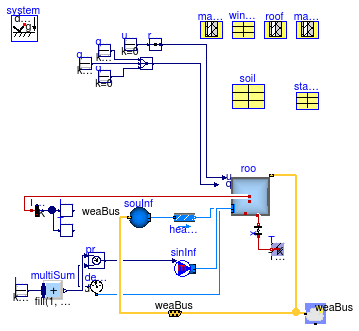 system
d...
g
ma...
win...
roof
ma...
u
k=0
r
q
k...
q
k...
u
k=0
soil
sta...
u
q
roo
weaBus
souInf
hea...
sinInf
pr...
de...
multiSum
k...
+
fill(1, ...
weaBus
weaBus
T...